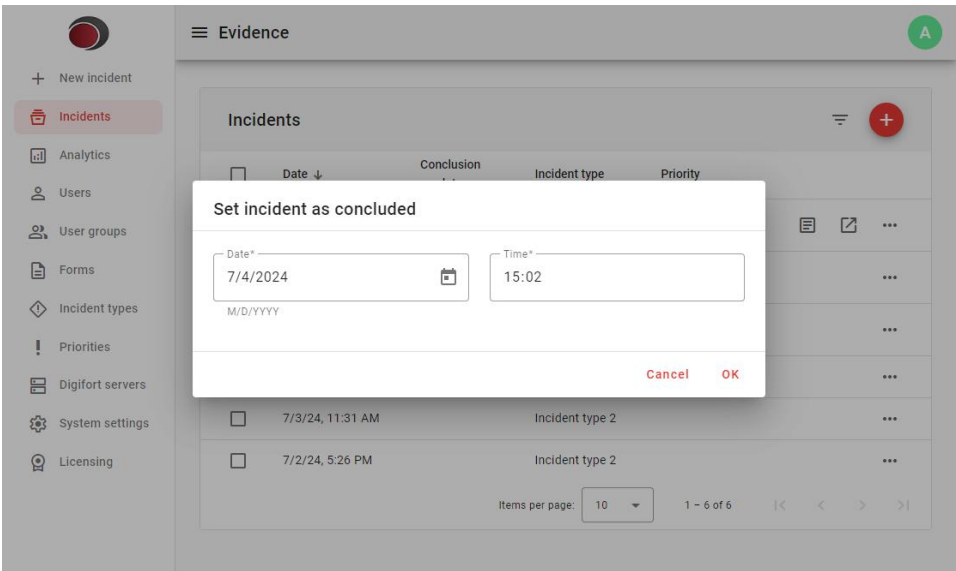 Evidence
A
New incident
Incidents
Analytics
Users
User groups
Forms
Incident types
Priorities
Digifort servers
System settings
Licensing
Incidents
Date
Conclusion
Incident type
Priority
Set incident as concluded
Date*
7/4/2024
M/D/YYYY
Time*
15:02
Cancel
OK
7/3/24, 11:31 AM
Incident type 2
7/2/24, 5:26 PM
Incident type 2
Items per page:
10
1 – 6 of 6